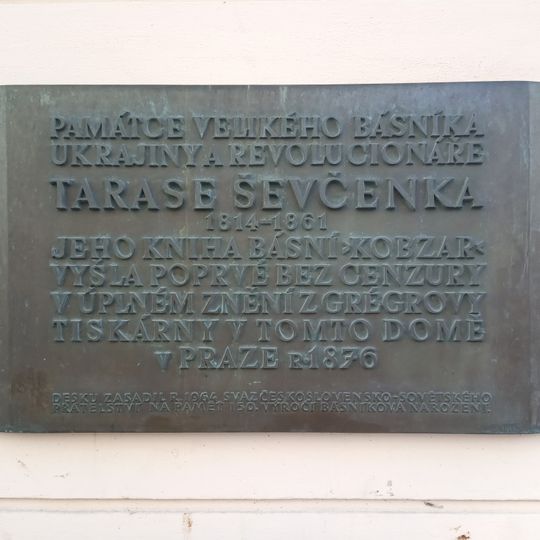 PAMÁTCE VELIKÉHO BÁSNÍKA
UKRAJINY A REVOLUCIONÁŘE
TARASE ŠEVČENKA
1814-1861
JEHO KNIHA BÁSNÍ ›KOBZAR‹
VYŠLA POPRVÉ BEZ CENZURY
V ÚPLNÉM ZNĚNÍ Z GRÉGROVY
TISKÁRNY V TOMTO DOMĚ
V PRAZE R 1876
DESKU ZASADIL R. 1964 SVAZ ČESKOSLOVENSKO-SOVĚTSKÉHO
PŘÁTELSTVÍ NA PAMĚŤ 150. VÝROČÍ BÁSNÍKOVA NAROZENÍ.